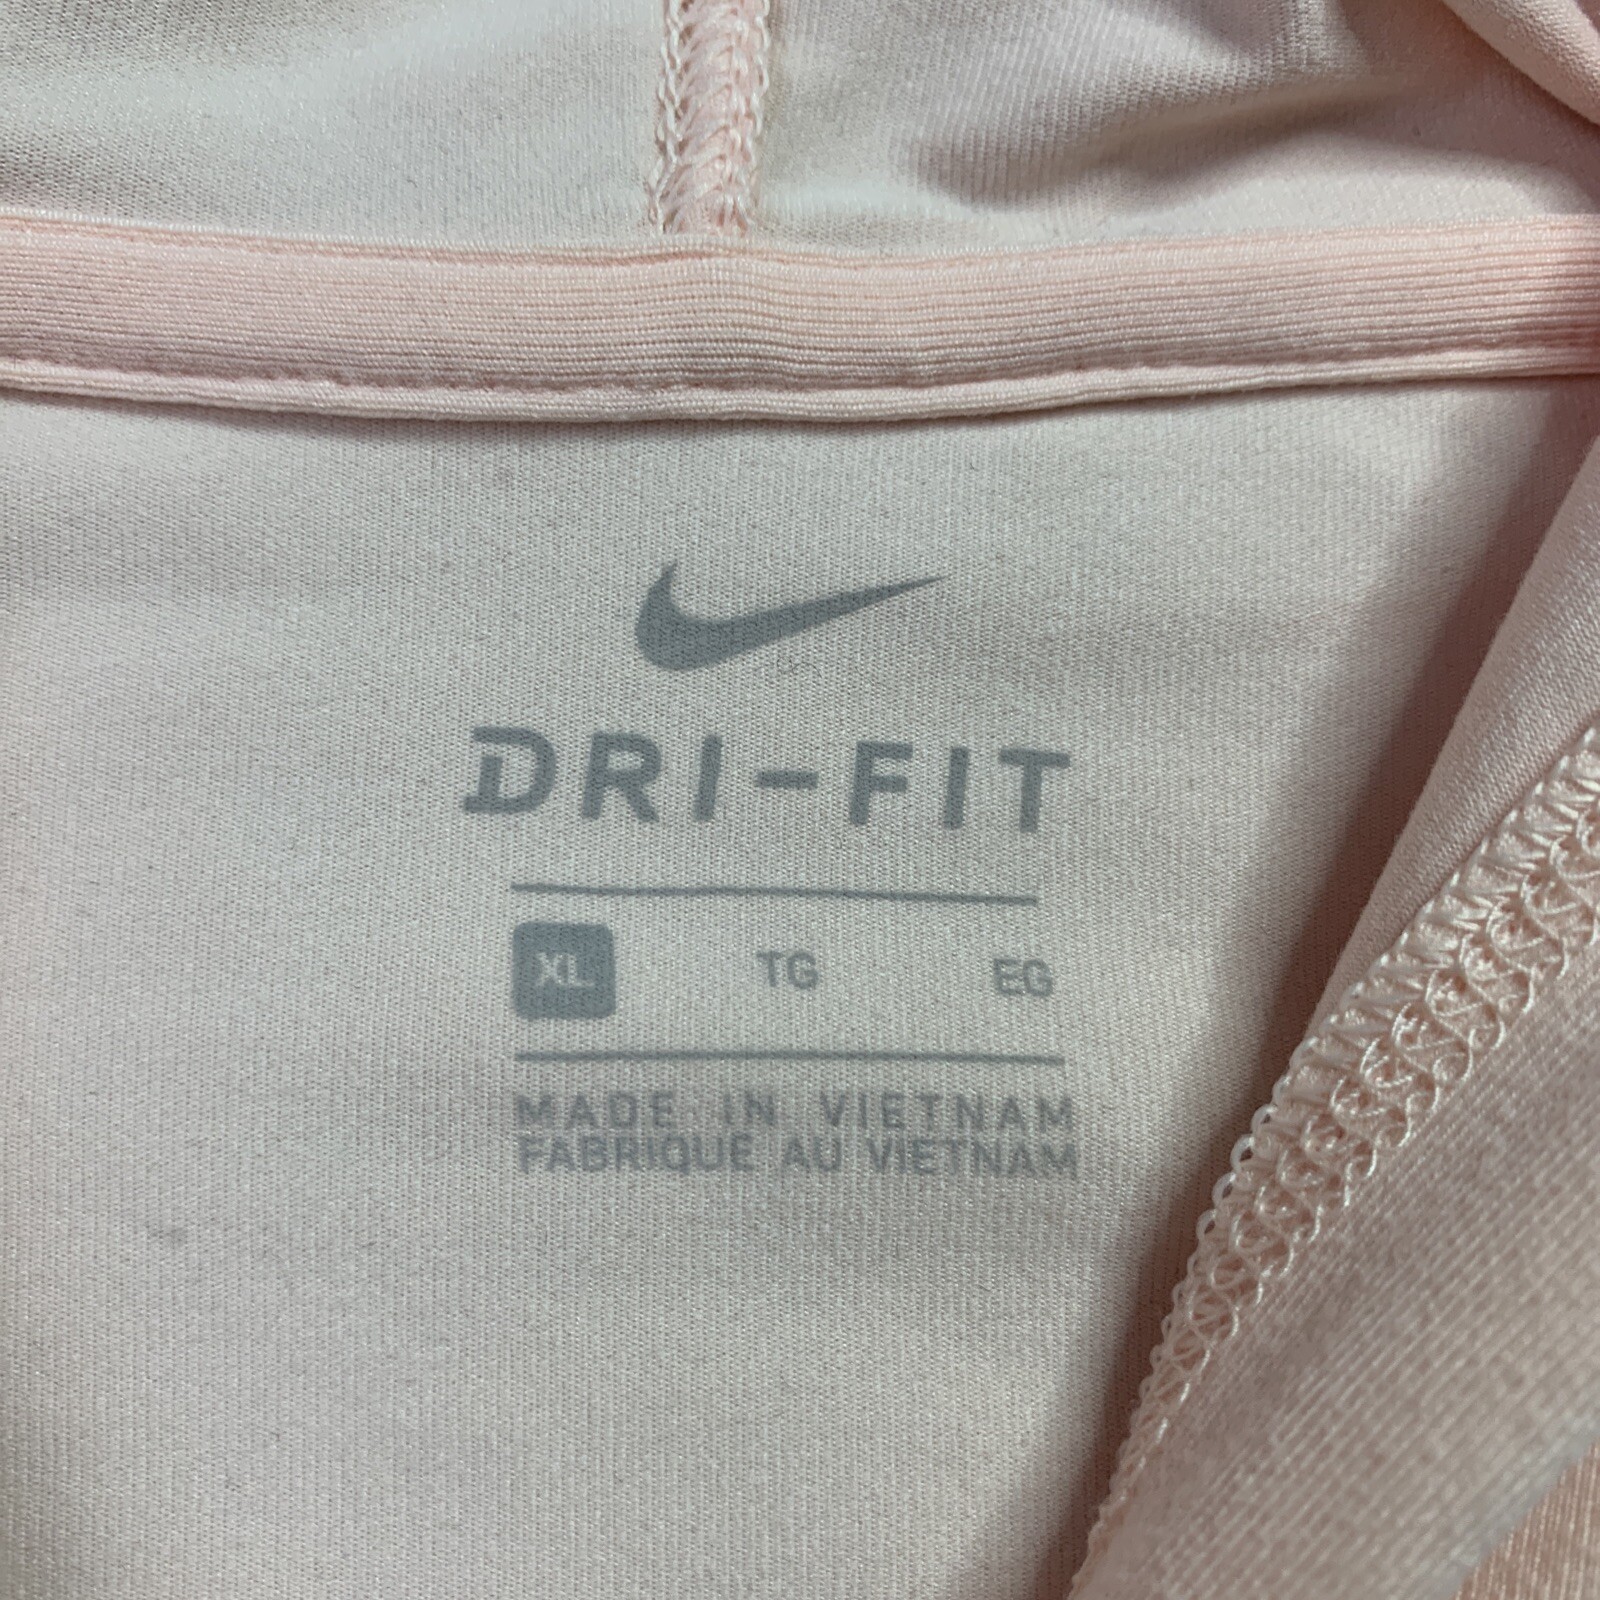 DRI-FIT
XL TG EG
MADE IN VIETNAM
FABRIQUE AU VIETNAM